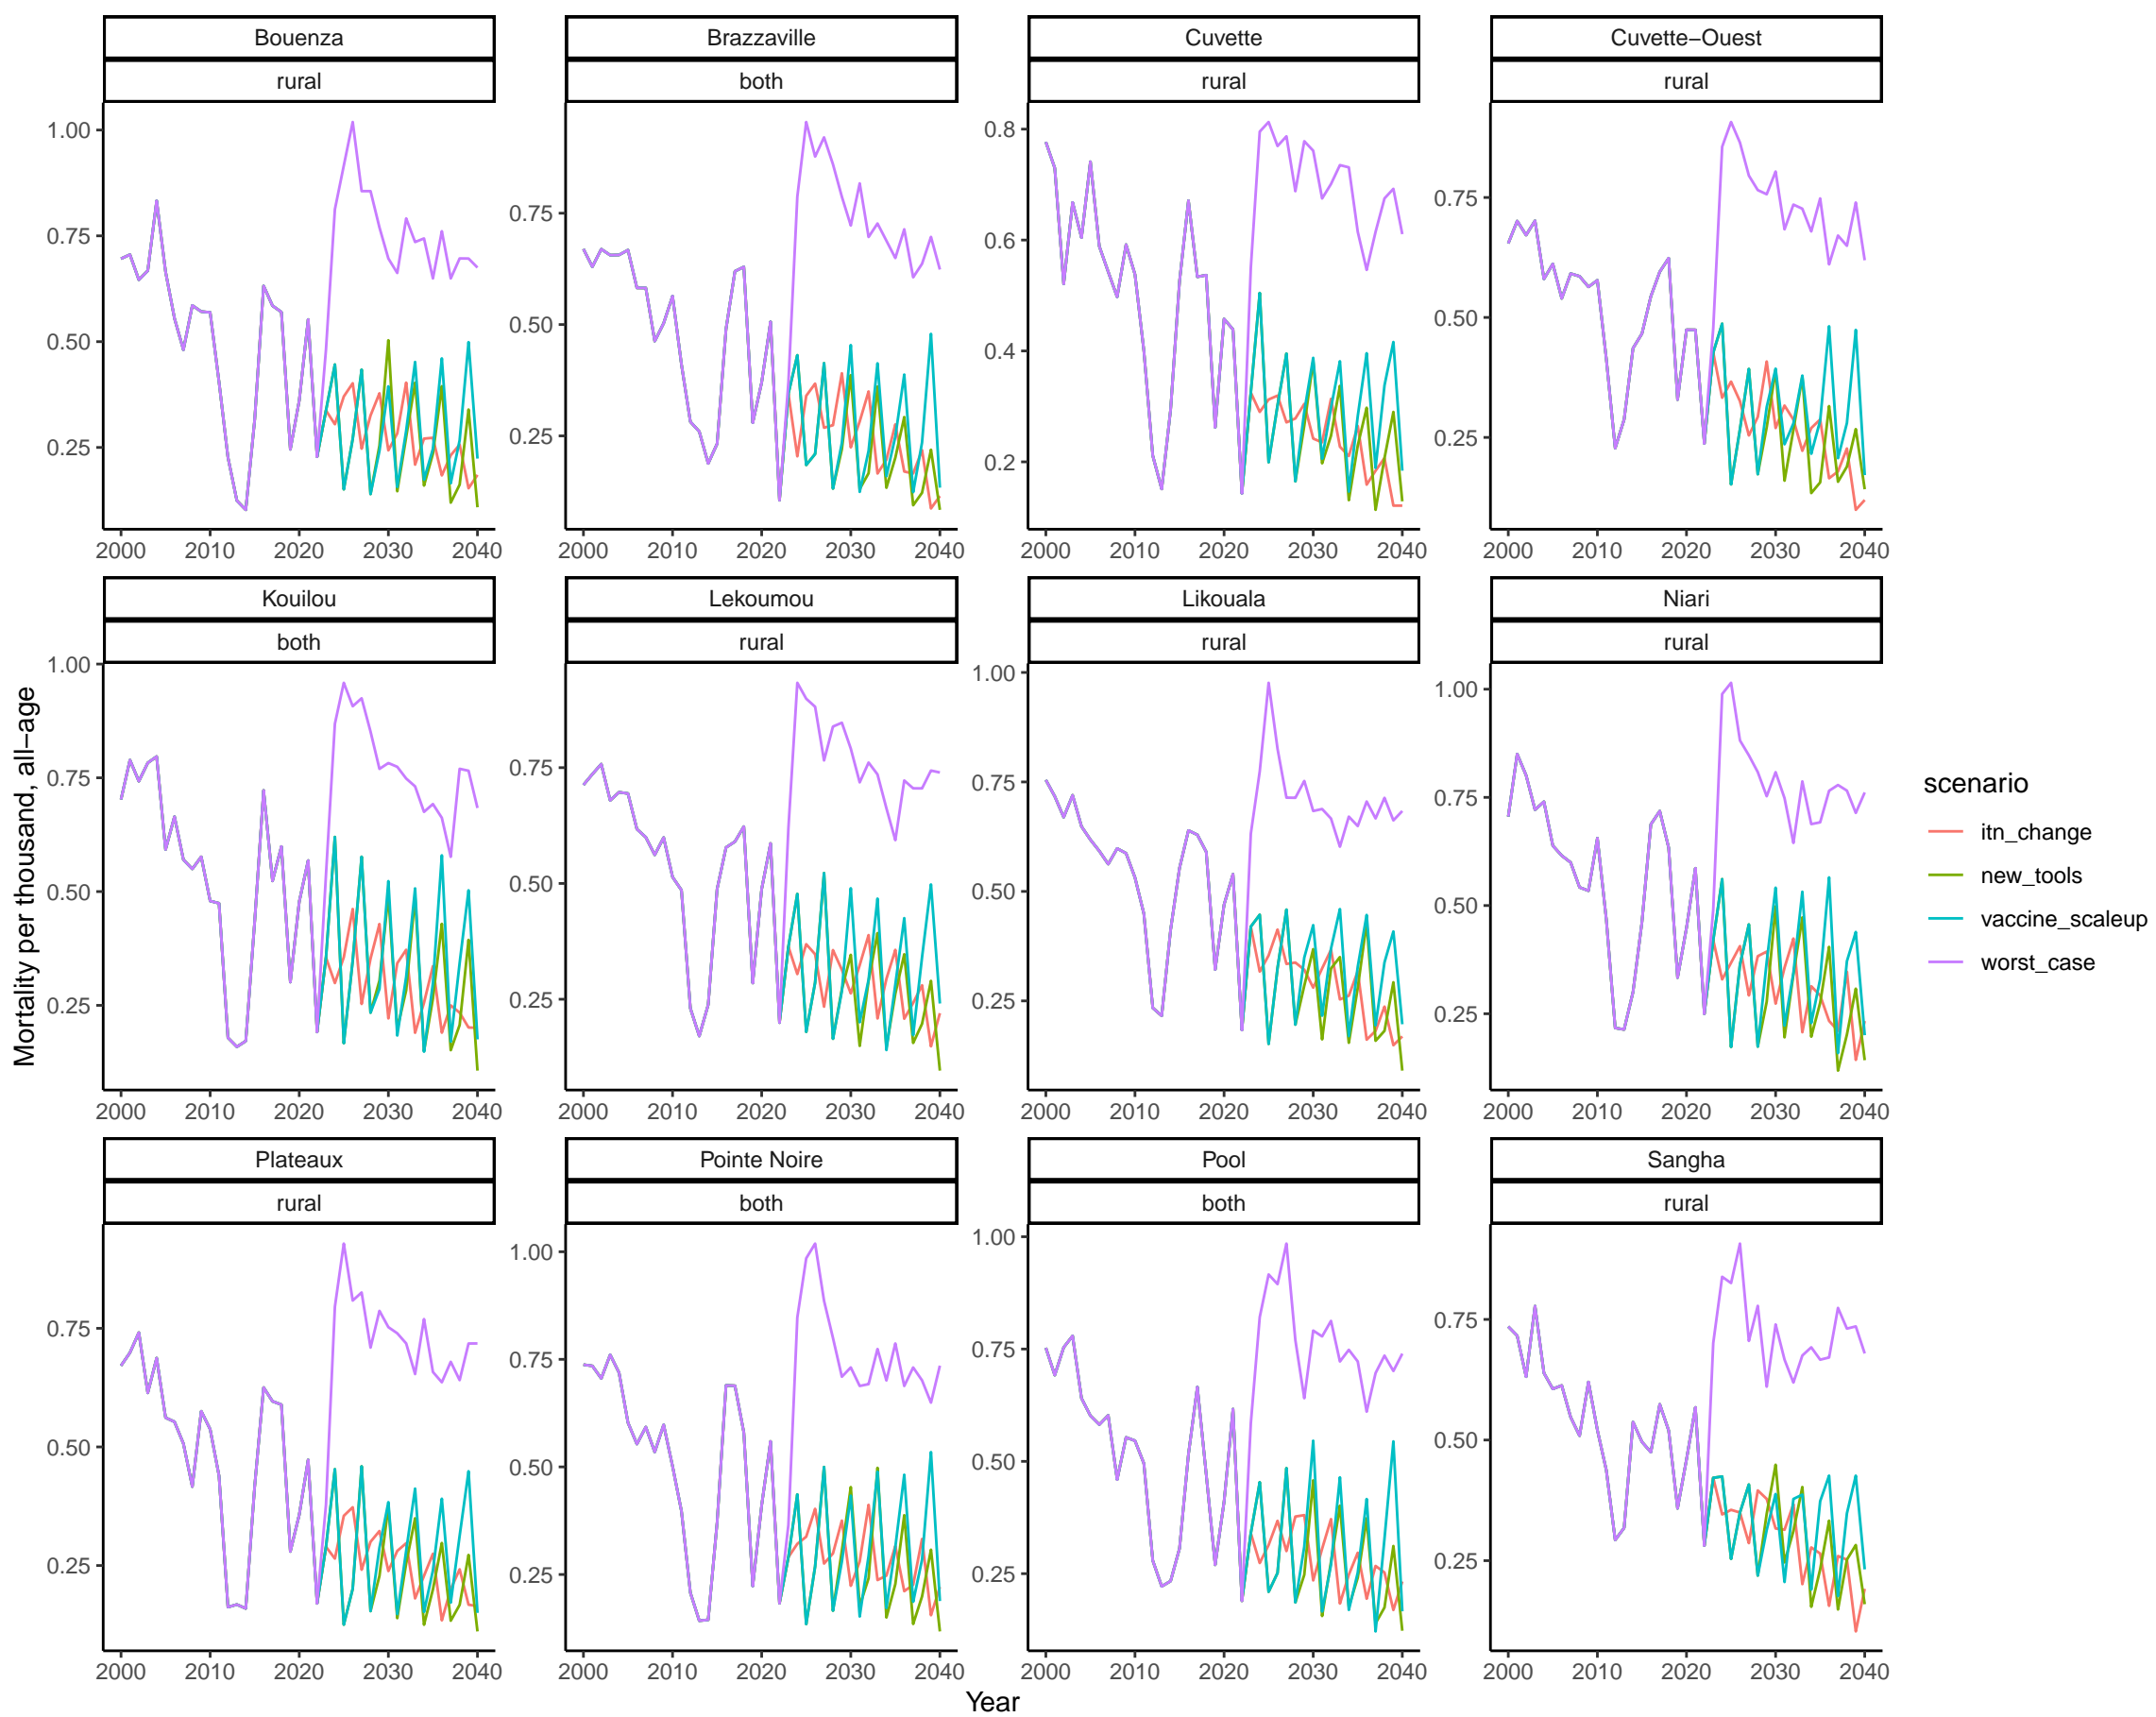 Bouenza
rural
Brazzaville
both
Cuvette
rural
Cuvette−Ouest
rural
1.00
0.75
0.50
0.25
0.75
0.50
0.25
0.8
0.6
0.4
0.2
0.75
0.50
0.25
2000 2010 2020 2030 2040
2000 2010 2020 2030 2040
2000 2010 2020 2030 2040
2000 2010 2020 2030 2040
Kouilou
both
Lekoumou
rural
Likouala
rural
Niari
rural
Mortality per thousand, all−age
1.00
0.75
0.50
0.25
0.75
0.50
0.25
1.00
0.75
0.50
0.25
1.00
0.75
0.50
0.25
2000 2010 2020 2030 2040
2000 2010 2020 2030 2040
2000 2010 2020 2030 2040
2000 2010 2020 2030 2040
Plateaux
rural
Pointe Noire
both
Pool
both
Sangha
rural
0.75
0.50
0.25
1.00
0.75
0.50
0.25
1.00
0.75
0.50
0.25
0.75
0.50
0.25
2000 2010 2020 2030 2040
2000 2010 2020 2030 2040
2000 2010 2020 2030 2040
2000 2010 2020 2030 2040
Year
scenario
itn_change
new_tools
vaccine_scaleup
worst_case